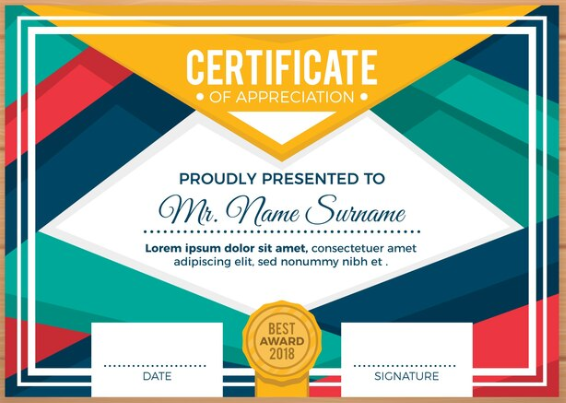 CERTIFICATE
• OF APPRECIATION •
PROUDLY PRESENTED TO
Mr. Name Surname
Lorem ipsum dolor sit amet, consectetuer amet
adipiscing elit, sed nonummy nibh et .
BEST
AWARD
2018
DATE
SIGNATURE